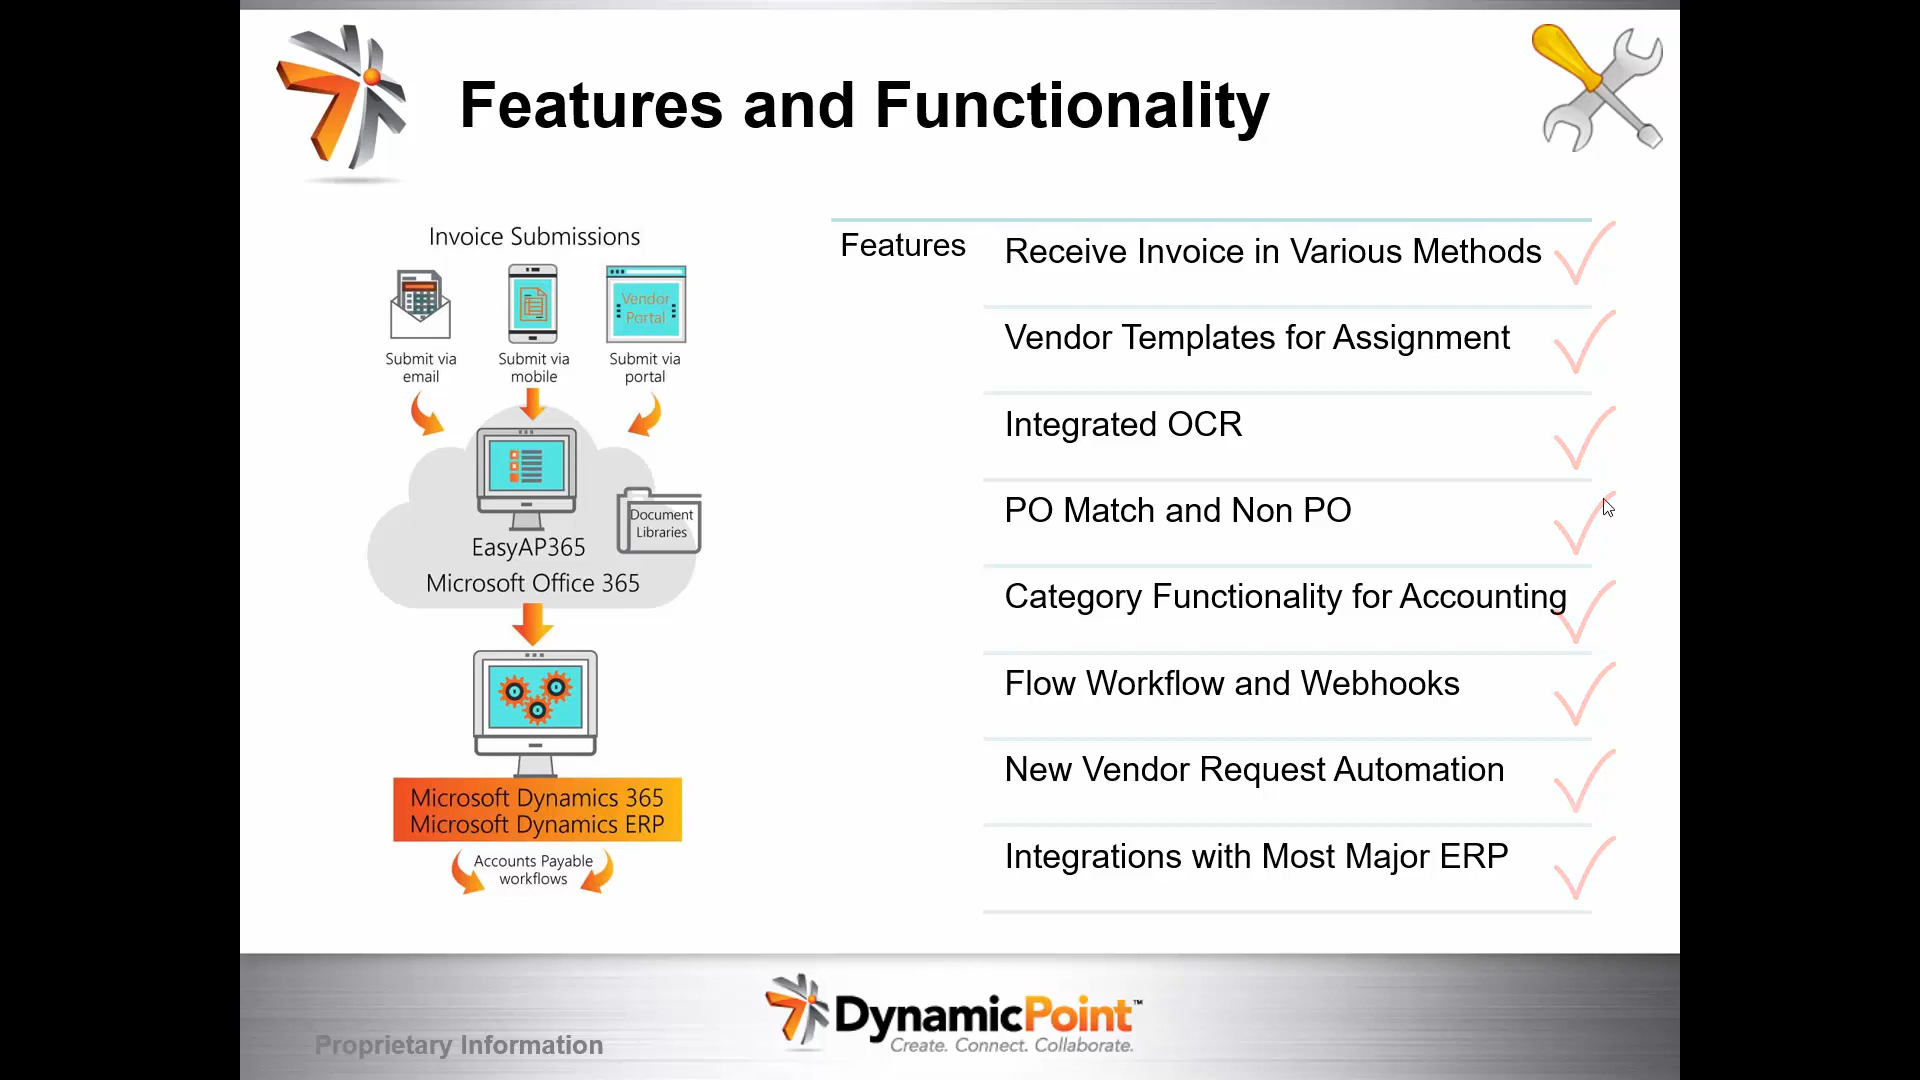 Features and Functionality
Invoice Submissions
Vendor
Portal
Submit via
email
Submit via
mobile
Submit via
portal
Document
Libraries
EasyAP365
Microsoft Office 365
Microsoft Dynamics 365
Microsoft Dynamics ERP
Accounts Payable
workflows
Features
Receive Invoice in Various Methods
Vendor Templates for Assignment
Integrated OCR
PO Match and Non PO
Category Functionality for Accounting
Flow Workflow and Webhooks
New Vendor Request Automation
Integrations with Most Major ERP
Proprietary Information
DynamicPoint™
Create. Connect. Collaborate.